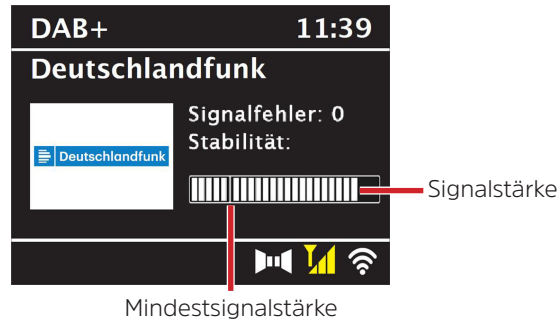 DAB+ 11:39
Deutschlandfunk
Signalfehler: 0
Stabilität:
Deutschlandfunk
Signalstärke
Mindestsignalstärke